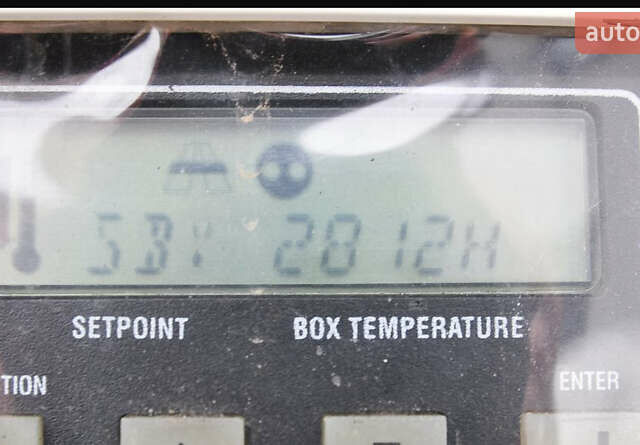 auto
SBY 2812H
SETPOINT BOX TEMPERATURE
TION ENTER